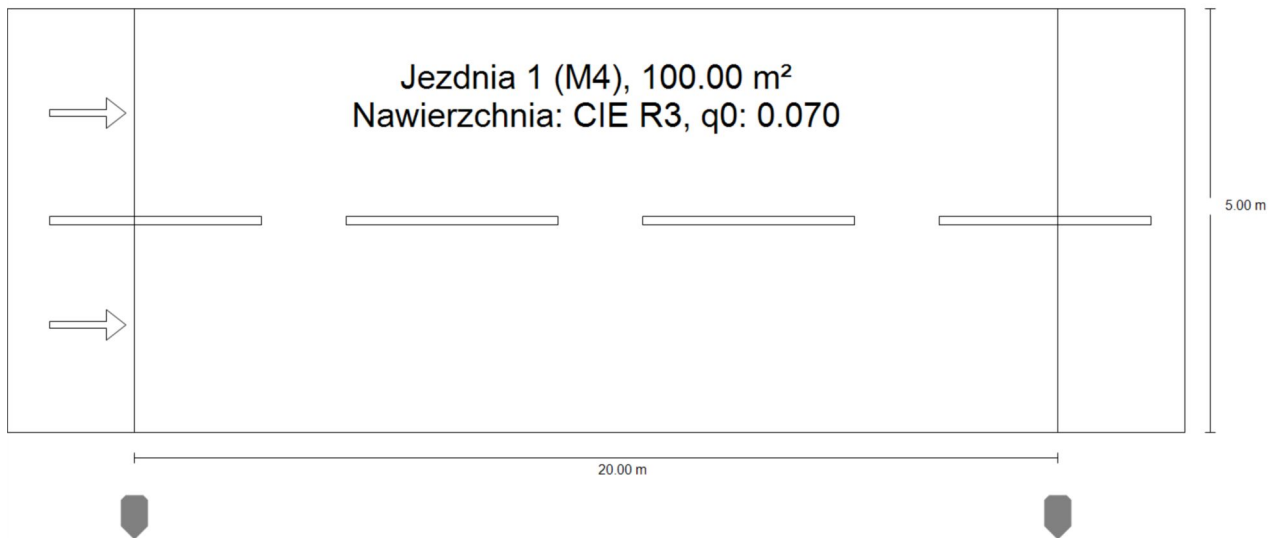 Jezdnia 1 (M4), 100.00 m²
Nawierzchnia: CIE R3, q0: 0.070
5.00 m
20.00 m